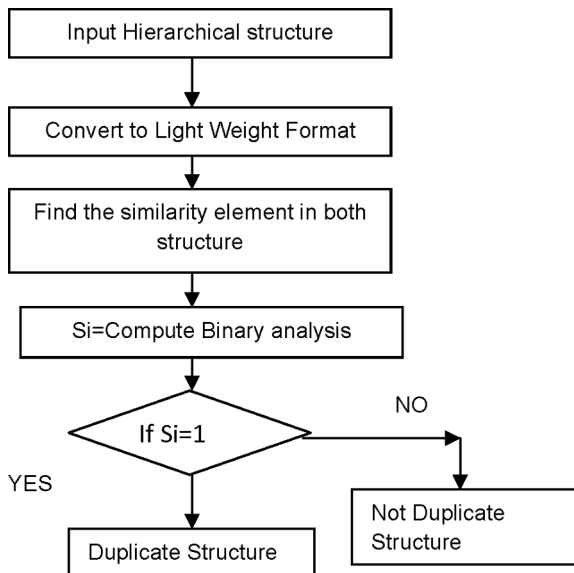 Input Hierarchical structure
Convert to Light Weight Format
Find the similarity element in both
structure
Si=Compute Binary analysis
If Si=1
NO
YES
Not Duplicate
Structure
Duplicate Structure